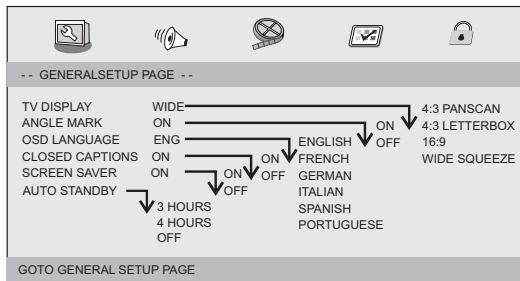 - - GENERALSETUP PAGE - -
TV DISPLAY WIDE
ANGLE MARK ON
OSD LANGUAGE ENG
CLOSED CAPTIONS ON
SCREEN SAVER ON
AUTO STANDBY
3 HOURS
4 HOURS
OFF
ON
OFF
ON
OFF
ENGLISH
FRENCH
GERMAN
ITALIAN
SPANISH
PORTUGUESE
ON
OFF
4:3 PANSCAN
4:3 LETTERBOX
16:9
WIDE SQUEEZE
GOTO GENERAL SETUP PAGE